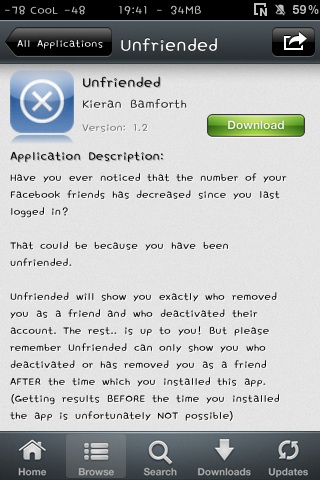 -78 CooL -48 19:41 - 34MB N 59%
All Applications Unfriended
Unfriended
Kieran Bamforth
Version: 1.2 Download
Application Description:
Have you ever noticed that the number of your
Facebook friends has decreased since you last
logged in?
That could be because you have been
unfriended.
Unfriended will show you exactly who removed
you as a friend and who deactivated their
account. The rest.. is up to you! But please
remember Unfriended can only show you who
deactivated or has removed you as a friend
AFTER the time which you installed this app.
(Getting results BEFORE the time you installed
the app is unfortunately NOT possible)
Home Browse Search Downloads Updates